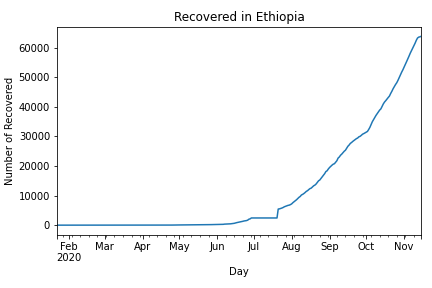 Recovered in Ethiopia
Number of Recovered
60000
50000
40000
30000
20000
10000
0
Feb Mar Apr May Jun Jul Aug Sep Oct Nov
2020
Day